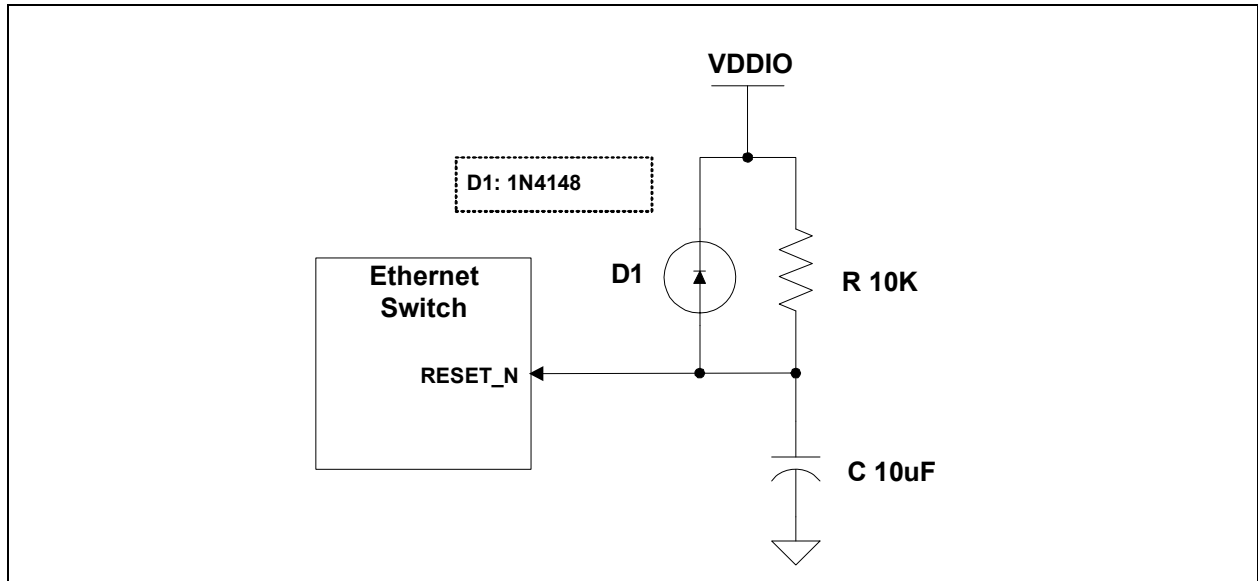 VDDIO
D1: 1N4148
D1
R 10K
Ethernet
Switch
RESET_N
C 10uF